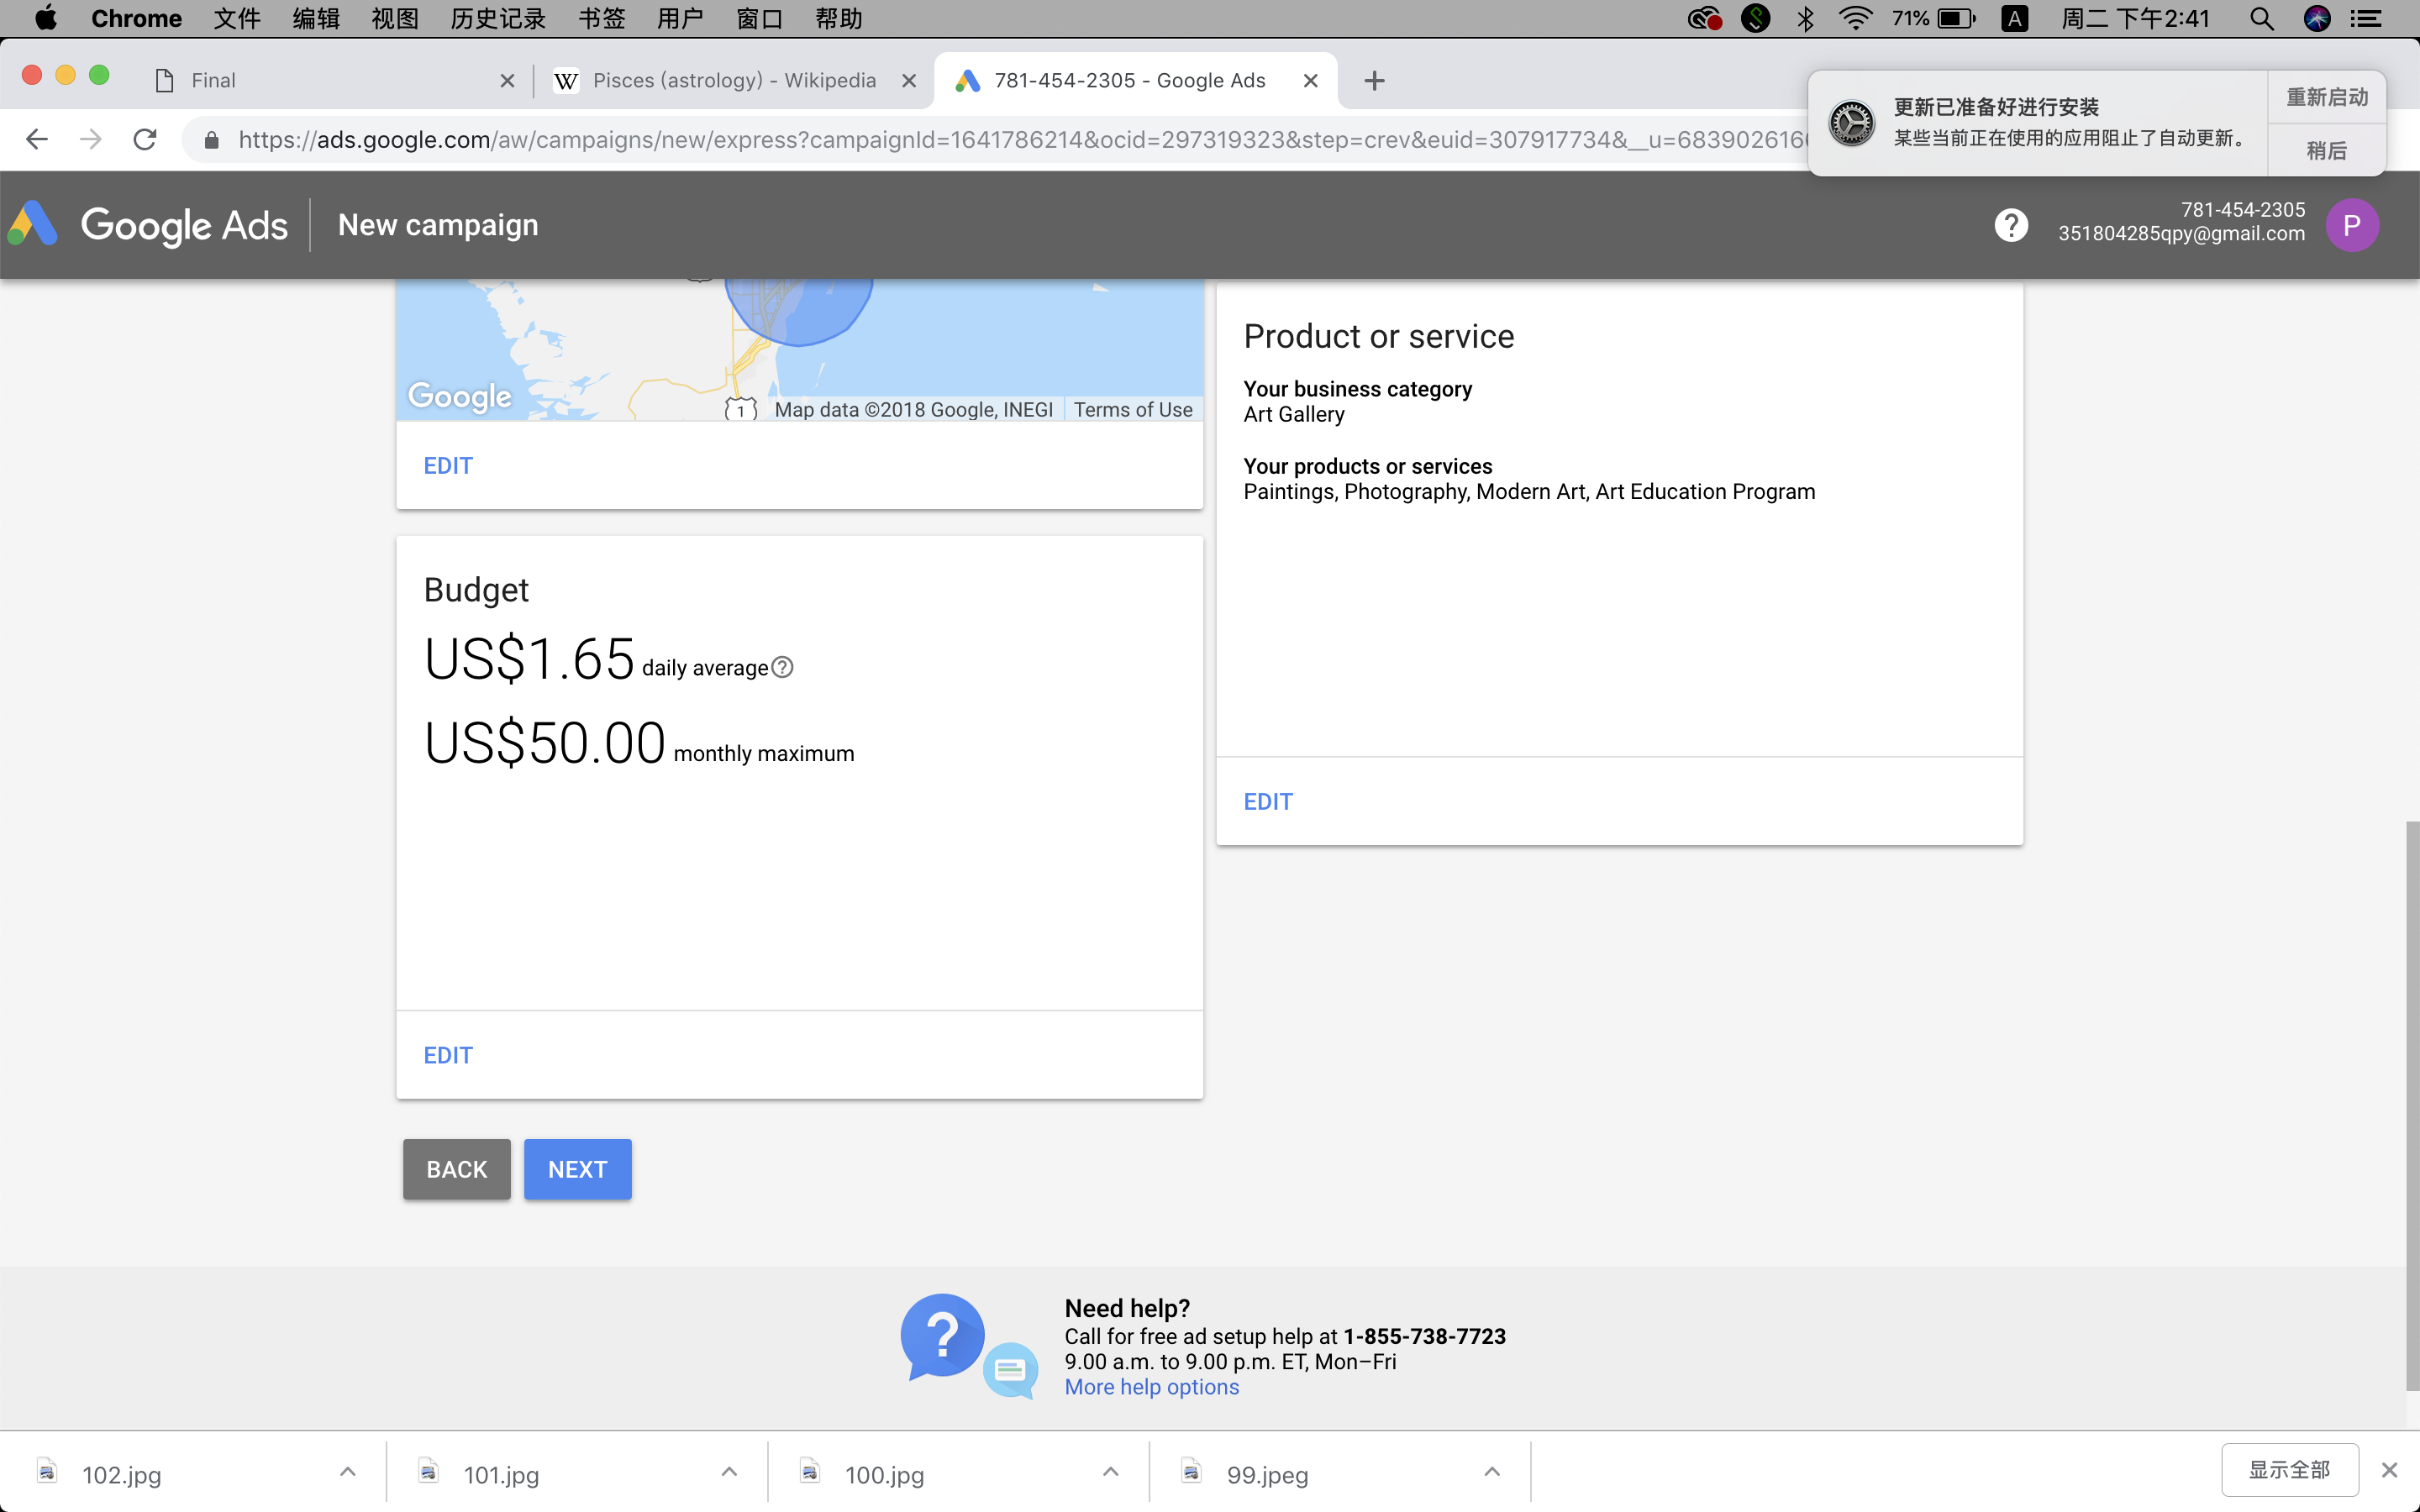 Chrome 文件 编辑 视图 历史记录 书签 用户 窗口 帮助 71% A 周二 下午2:41
Final
Pisces (astrology) - Wikipedia
781-454-2305 - Google Ads
更新已准备好进行安装
某些当前正在使用的应用阻止了自动更新。
重新启动
稍后
https://ads.google.com/aw/campaigns/new/express?campaignId=1641786214&ocid=297319323&step=crev&euid=307917734&__u=683902616
Google Ads New campaign
781-454-2305
351804285qpy@gmail.com
P
Google
1
Map data ©2018 Google, INEGI Terms of Use
EDIT
Product or service
Your business category
Art Gallery
Your products or services
Paintings, Photography, Modern Art, Art Education Program
EDIT
Budget
US$1.65 daily average
US$50.00 monthly maximum
EDIT
BACK NEXT
Need help?
Call for free ad setup help at 1-855-738-7723
9.00 a.m. to 9.00 p.m. ET, Mon–Fri
More help options
102.jpg
101.jpg
100.jpg
99.jpeg
显示全部